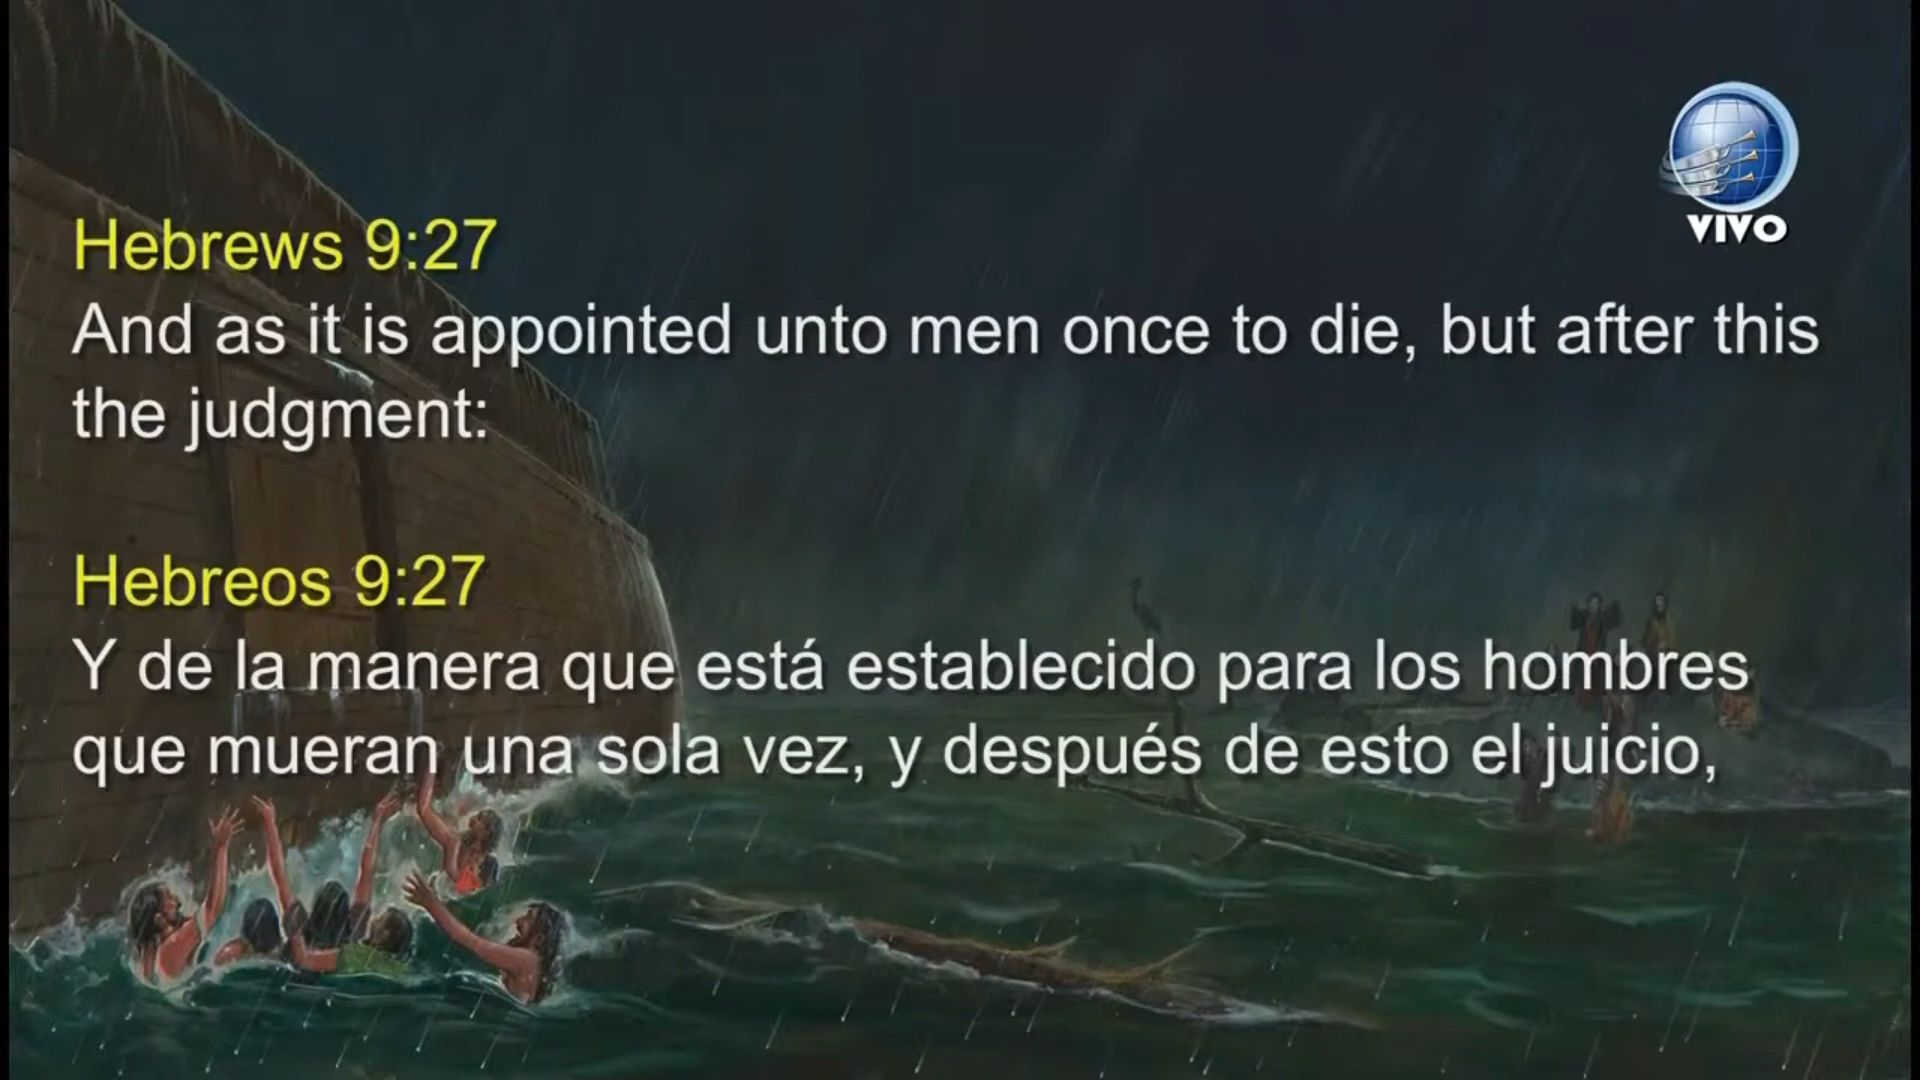 VIVO
Hebrews 9:27
And as it is appointed unto men once to die, but after this
the judgment:
Hebreos 9:27
Y de la manera que está establecido para los hombres
que mueran una sola vez, y después de esto el juicio,